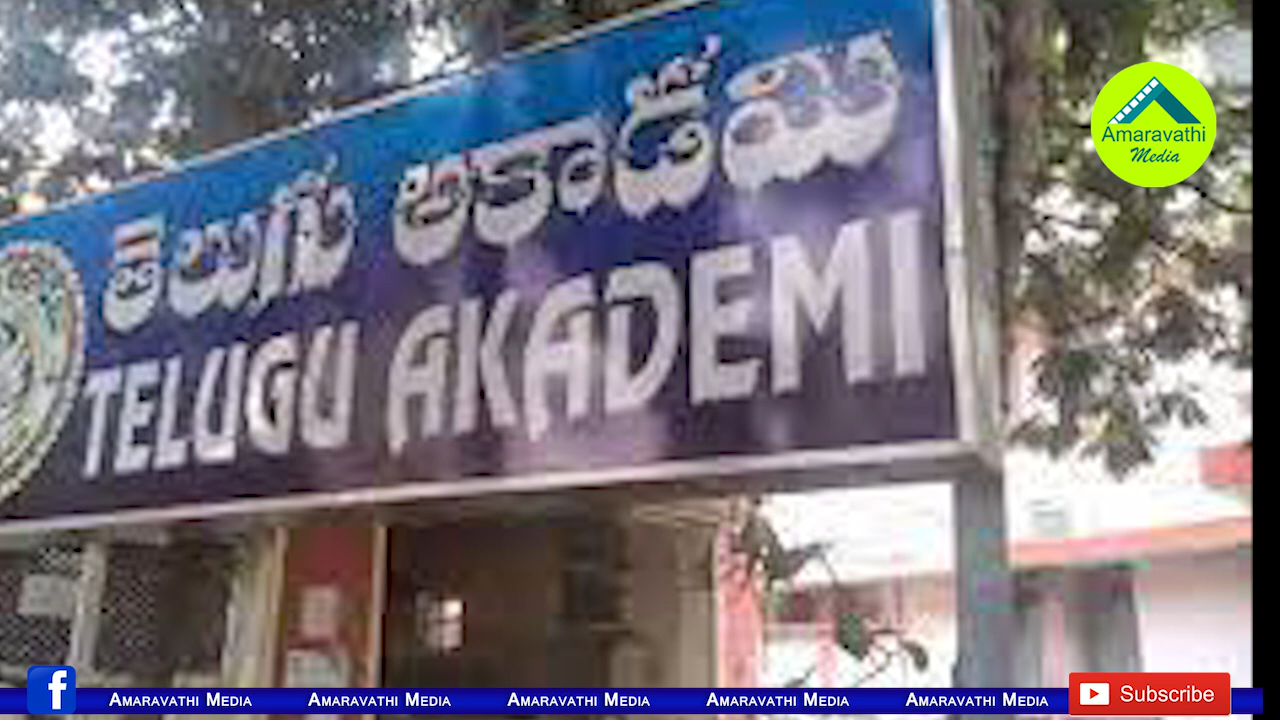 తెలుగు అకాడమి
TELUGU AKADEMI
Amaravathi
Media
f
Amaravathi Media Amaravathi Media Amaravathi Media Amaravathi Media Amaravathi Media
Subscribe